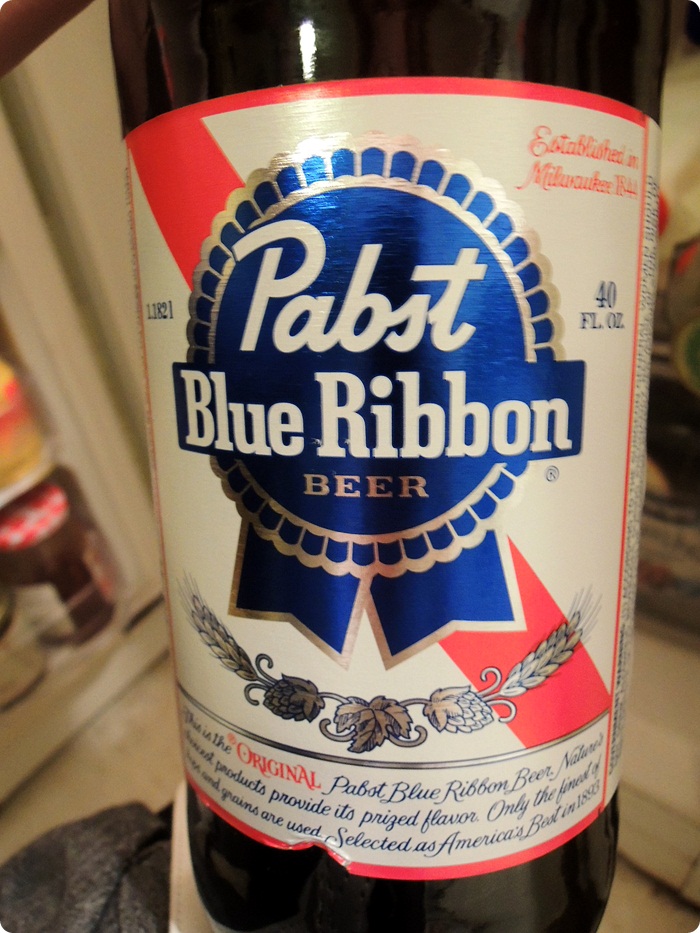 Established in
Milwaukee 1844
Pabst
1.182 l
40
FL. OZ.
Blue Ribbon
®
BEER
This is the ORIGINAL Pabst Blue Ribbon Beer. Nature's
choicest products provide its prized flavor. Only the finest of
hops and grains are used. Selected as America's Best in 1893